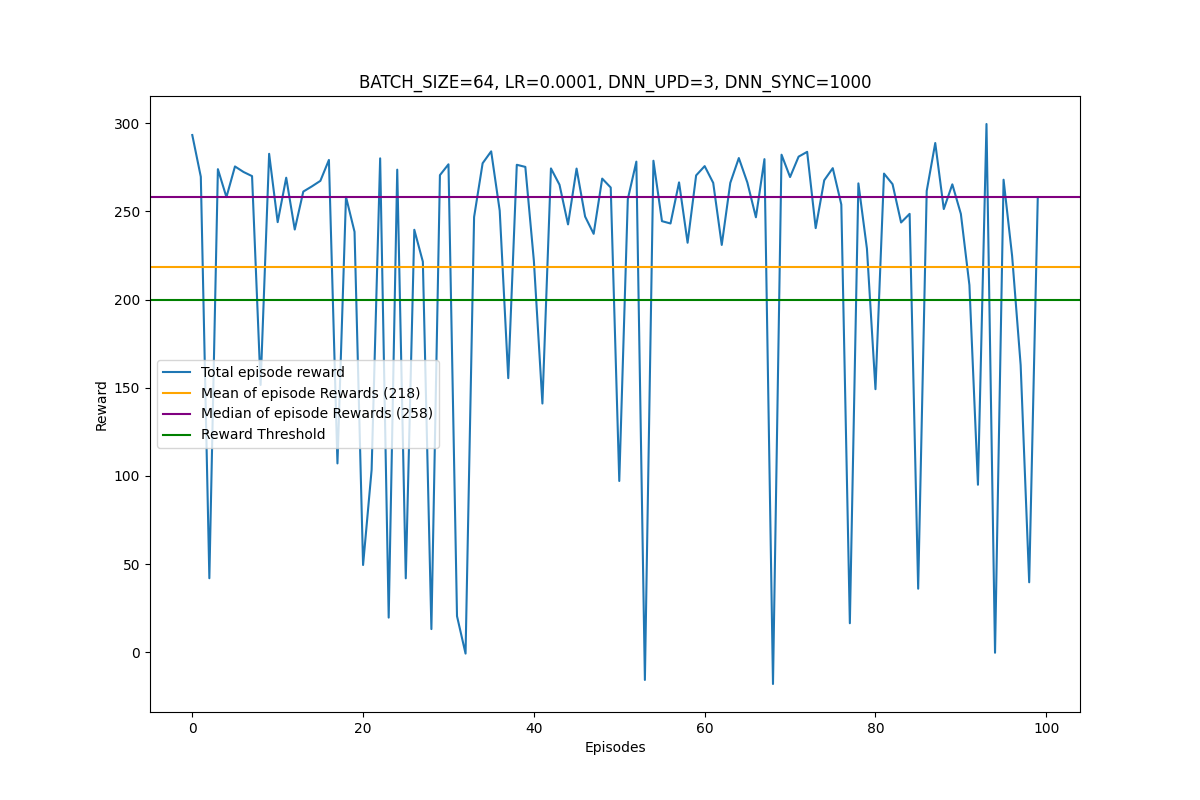 BATCH_SIZE=64, LR=0.0001, DNN_UPD=3, DNN_SYNC=1000
300
250
200
150
100
50
0
Reward
Total episode reward
Mean of episode Rewards (218)
Median of episode Rewards (258)
Reward Threshold
0 20 40 60 80 100
Episodes